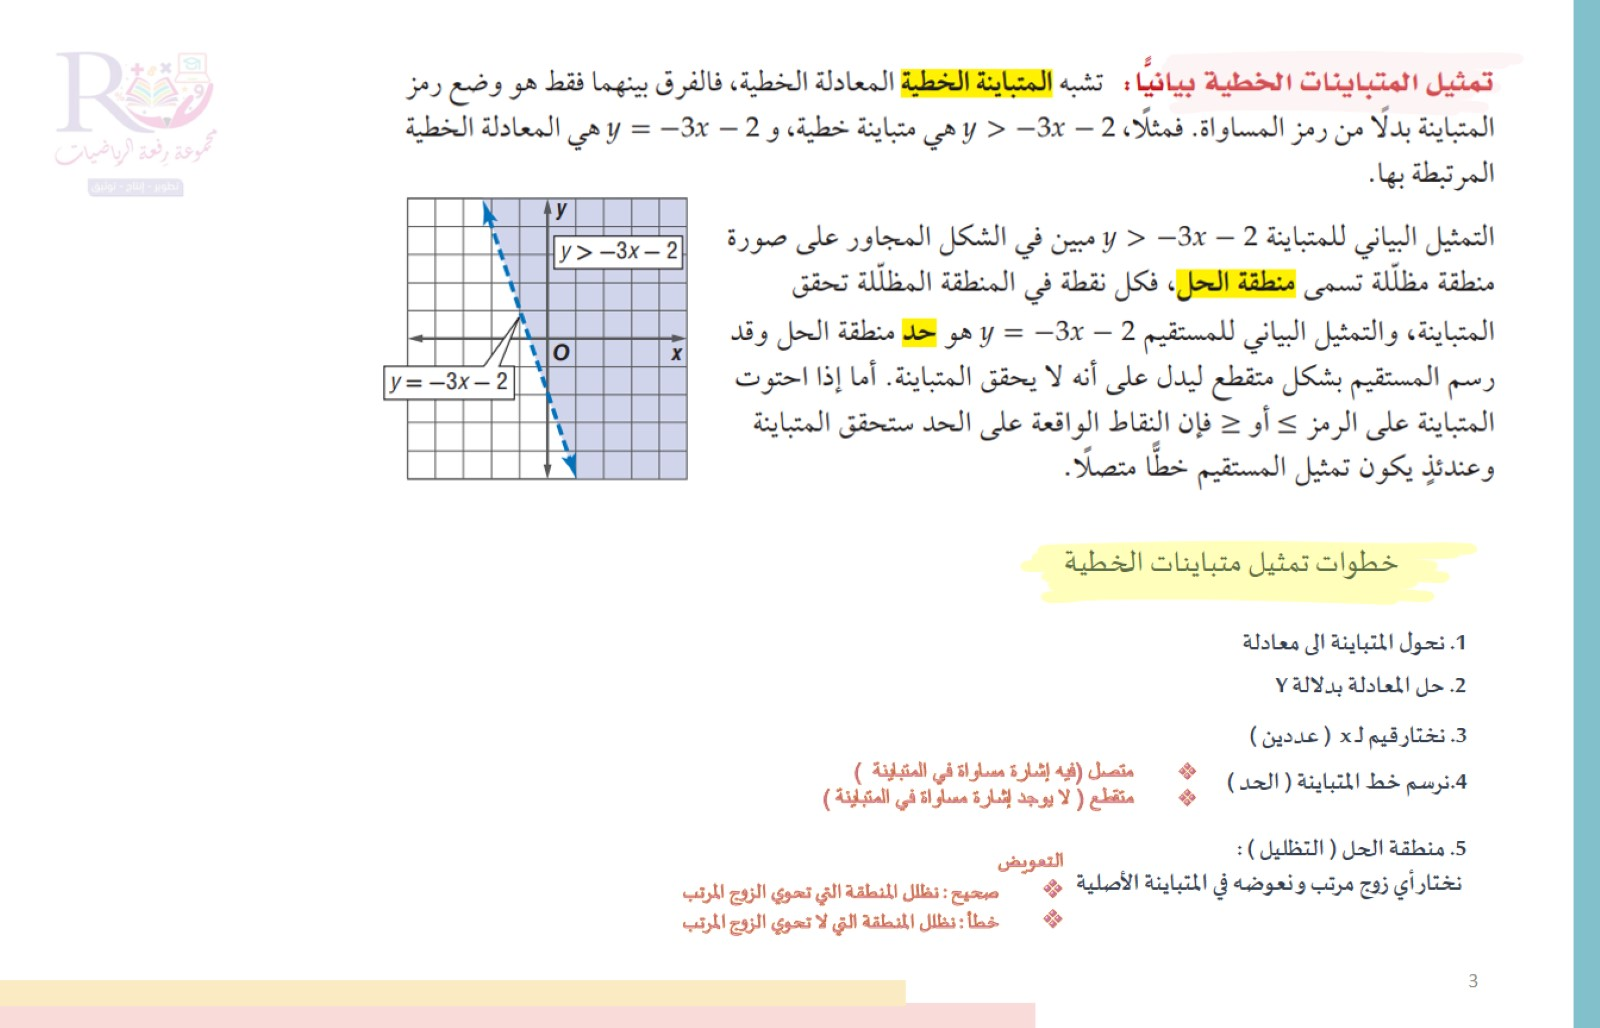 R
مجموعة رفعة الرياضيات
تطوير - إنتاج - توثيق
تمثيل المتباينات الخطية بيانيًّا: تشبه المتباينة الخطية المعادلة الخطية، فالفرق بينهما فقط هو وضع رمز
المتباينة بدلًا من رمز المساواة. فمثلًا، y > −3x − 2 هي متباينة خطية، و y = −3x − 2 هي المعادلة الخطية
المرتبطة بها.
التمثيل البياني للمتباينة y > −3x − 2 مبين في الشكل المجاور على صورة
منطقة مظلّلة تسمى منطقة الحل، فكل نقطة في المنطقة المظلّلة تحقق
المتباينة، والتمثيل البياني للمستقيم y = −3x − 2 هو حد منطقة الحل وقد
رسم المستقيم بشكل متقطع ليدل على أنه لا يحقق المتباينة. أما إذا احتوت
المتباينة على الرمز ≥ أو ≤ فإن النقاط الواقعة على الحد ستحقق المتباينة
وعندئذٍ يكون تمثيل المستقيم خطًّا متصلًا.
y
y > −3x − 2
O
x
y = −3x − 2
خطوات تمثيل متباينات الخطية
1. نحول المتباينة الى معادلة
2. حل المعادلة بدلالة Y
3. نختار قيم لـ x ( عددين )
4.نرسم خط المتباينة ( الحد )
❖ متصل (فيه إشارة مساواة في المتباينة )
❖ متقطع ( لا يوجد إشارة مساواة في المتباينة )
5. منطقة الحل ( التظليل ) :
نختار أي زوج مرتب و نعوضه في المتباينة الأصلية
التعويض
❖ صحيح : نظلل المنطقة التي تحوي الزوج المرتب
❖ خطأ : نظلل المنطقة التي لا تحوي الزوج المرتب
3